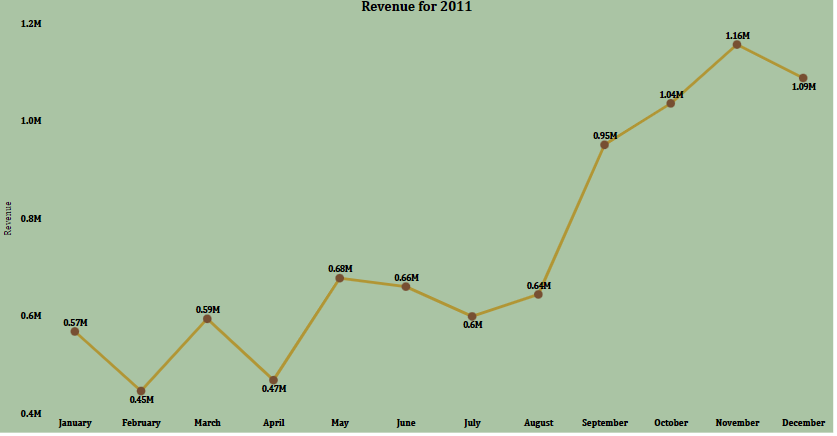 Revenue for 2011
1.2M
1.0M
0.8M
0.6M
0.4M
Revenue
0.57M
0.45M
0.59M
0.47M
0.68M
0.66M
0.6M
0.64M
0.95M
1.04M
1.16M
1.09M
January February March April May June July August September October November December